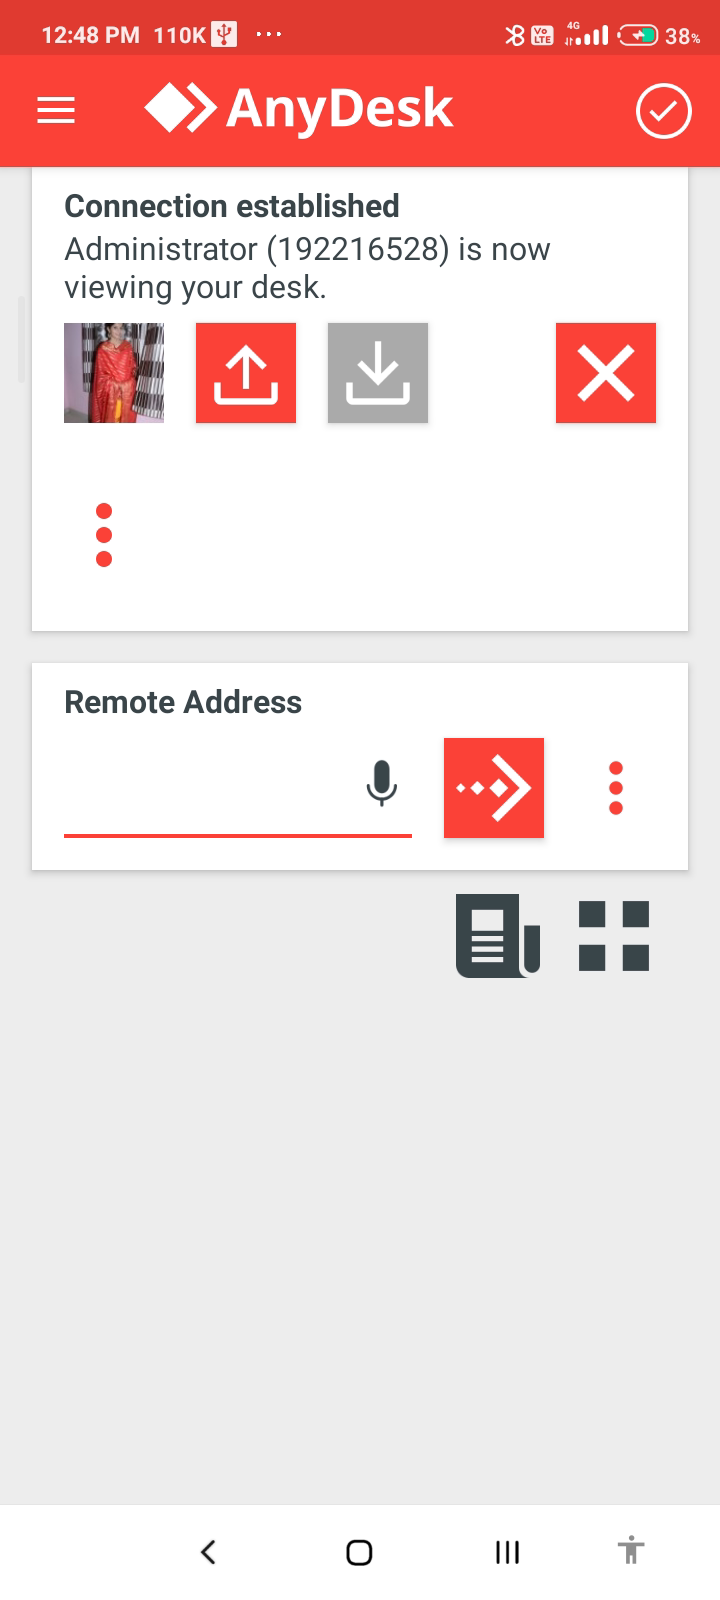 12:48 PM 110K ... Vo LTE 4G 38%
AnyDesk
Connection established
Administrator (192216528) is now
viewing your desk.
Remote Address